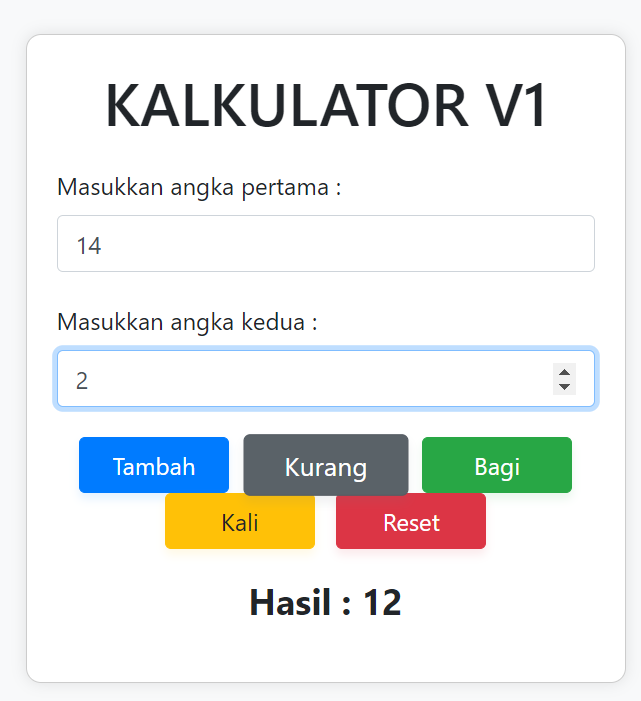 KALKULATOR V1
Masukkan angka pertama :
14
Masukkan angka kedua :
2
Tambah Kurang Bagi
Kali Reset
Hasil : 12